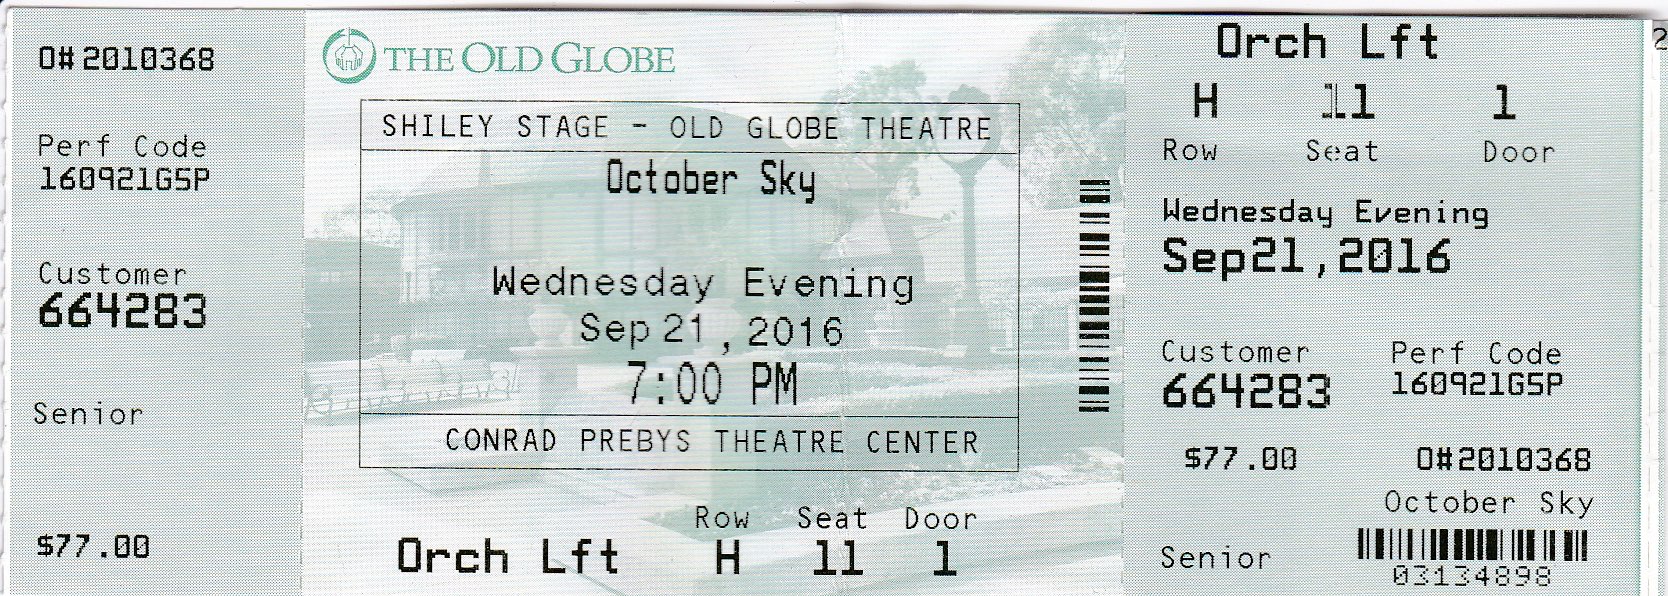 O# 2010368
Perf Code
160921G5P
Customer
664283
Senior
$77.00
THE OLD GLOBE
SHILEY STAGE - OLD GLOBE THEATRE
October Sky
Wednesday Evening
Sep 21, 2016
7:00 PM
CONRAD PREBYS THEATRE CENTER
Row Seat Door
Orch Lft H 11 1
Orch Lft
H 11 1
Row Seat Door
Wednesday Evening
Sep21,2016
Customer Perf Code
664283 160921G5P
$77.00 O#2010368
October Sky
Senior
03134898
2